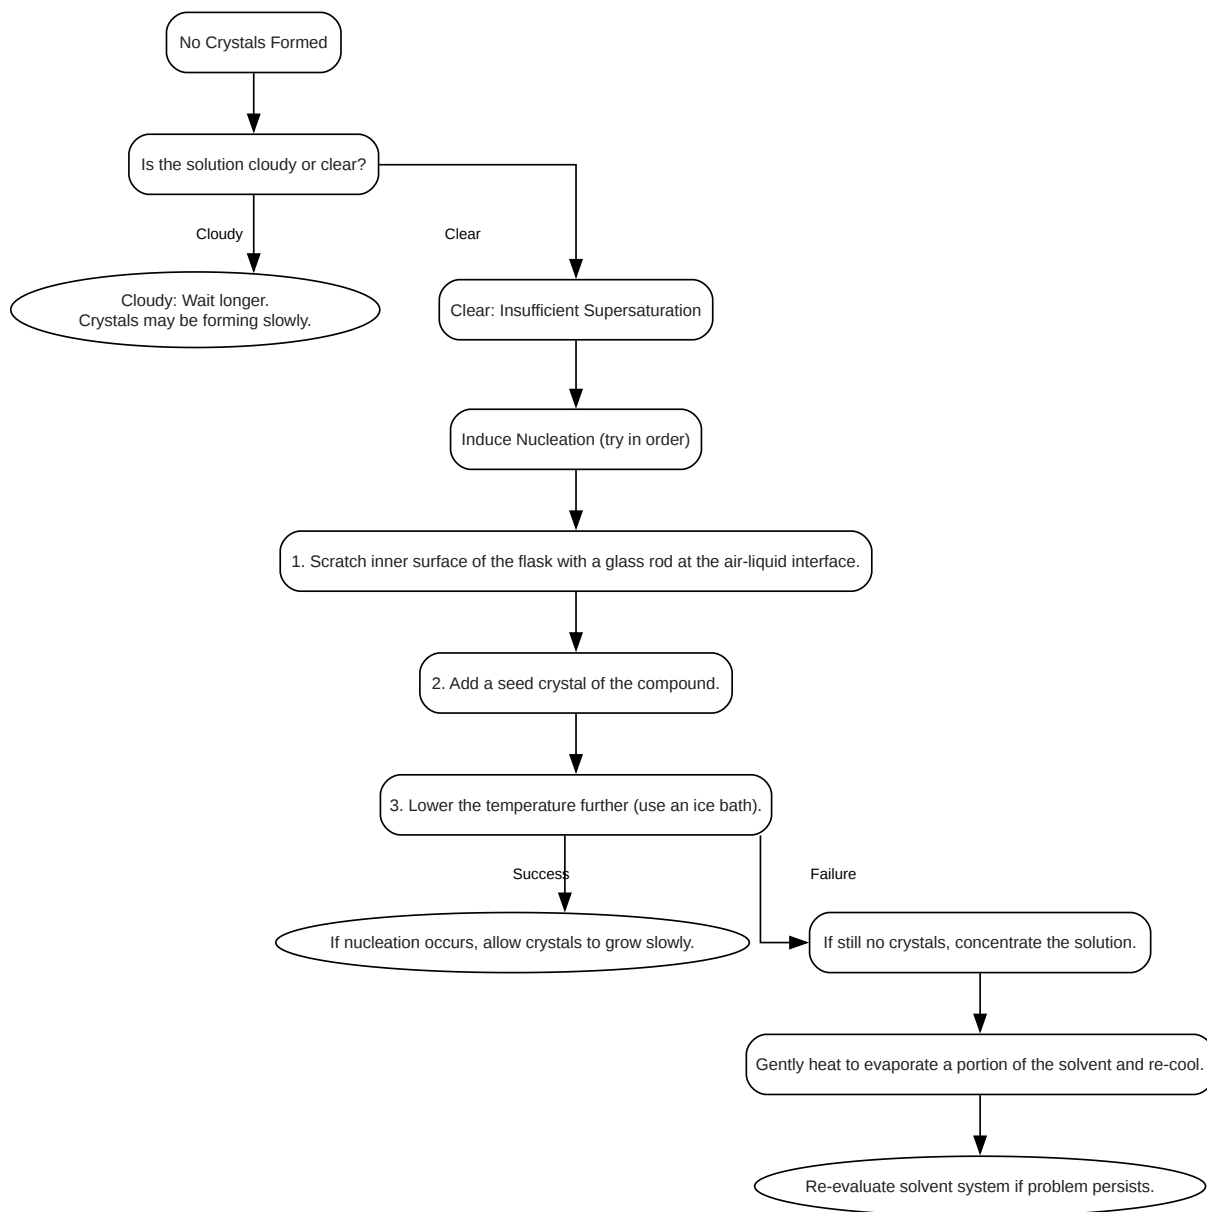 No Crystals Formed
Is the solution cloudy or clear?
Cloudy
Clear
Cloudy: Wait longer.
Crystals may be forming slowly.
Clear: Insufficient Supersaturation
Induce Nucleation (try in order)
1. Scratch inner surface of the flask with a glass rod at the air-liquid interface.
2. Add a seed crystal of the compound.
3. Lower the temperature further (use an ice bath).
Success
Failure
If nucleation occurs, allow crystals to grow slowly.
If still no crystals, concentrate the solution.
Gently heat to evaporate a portion of the solvent and re-cool.
Re-evaluate solvent system if problem persists.